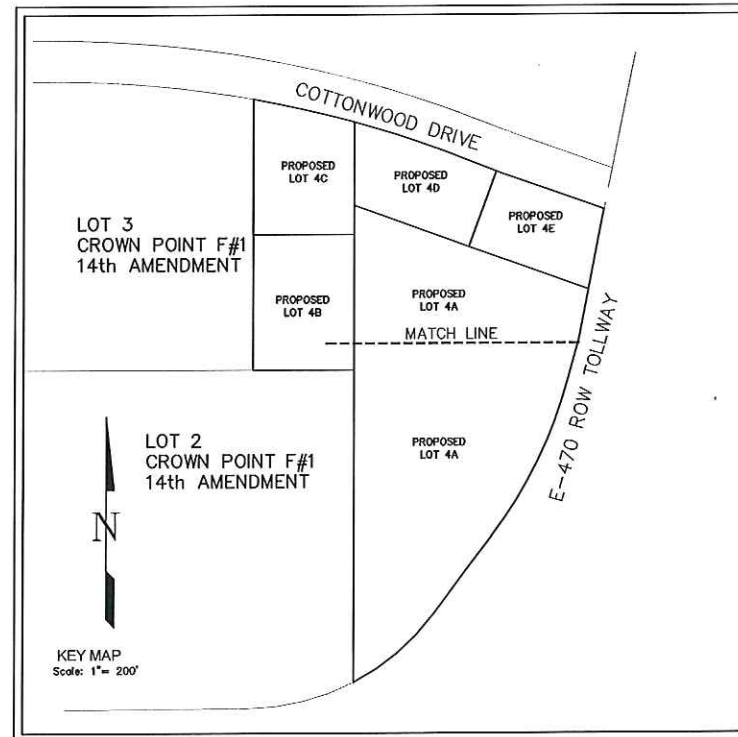 COTTONWOOD DRIVE
PROPOSED
LOT 4C
PROPOSED
LOT 4D
PROPOSED
LOT 4E
LOT 3
CROWN POINT F#1
14th AMENDMENT
PROPOSED
LOT 4B
PROPOSED
LOT 4A
MATCH LINE
E-470 ROW TOLLWAY
LOT 2
CROWN POINT F#1
14th AMENDMENT
PROPOSED
LOT 4A
N
KEY MAP
Scale: 1"= 200'